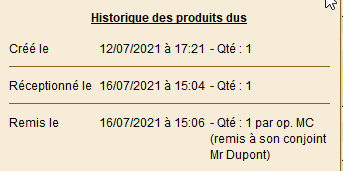 Historique des produits dus
Créé le 12/07/2021 à 17:21 - Qté : 1
Réceptionné le 16/07/2021 à 15:04 - Qté : 1
Remis le 16/07/2021 à 15:06 - Qté : 1 par op. MC
(remis à son conjoint
Mr Dupont)